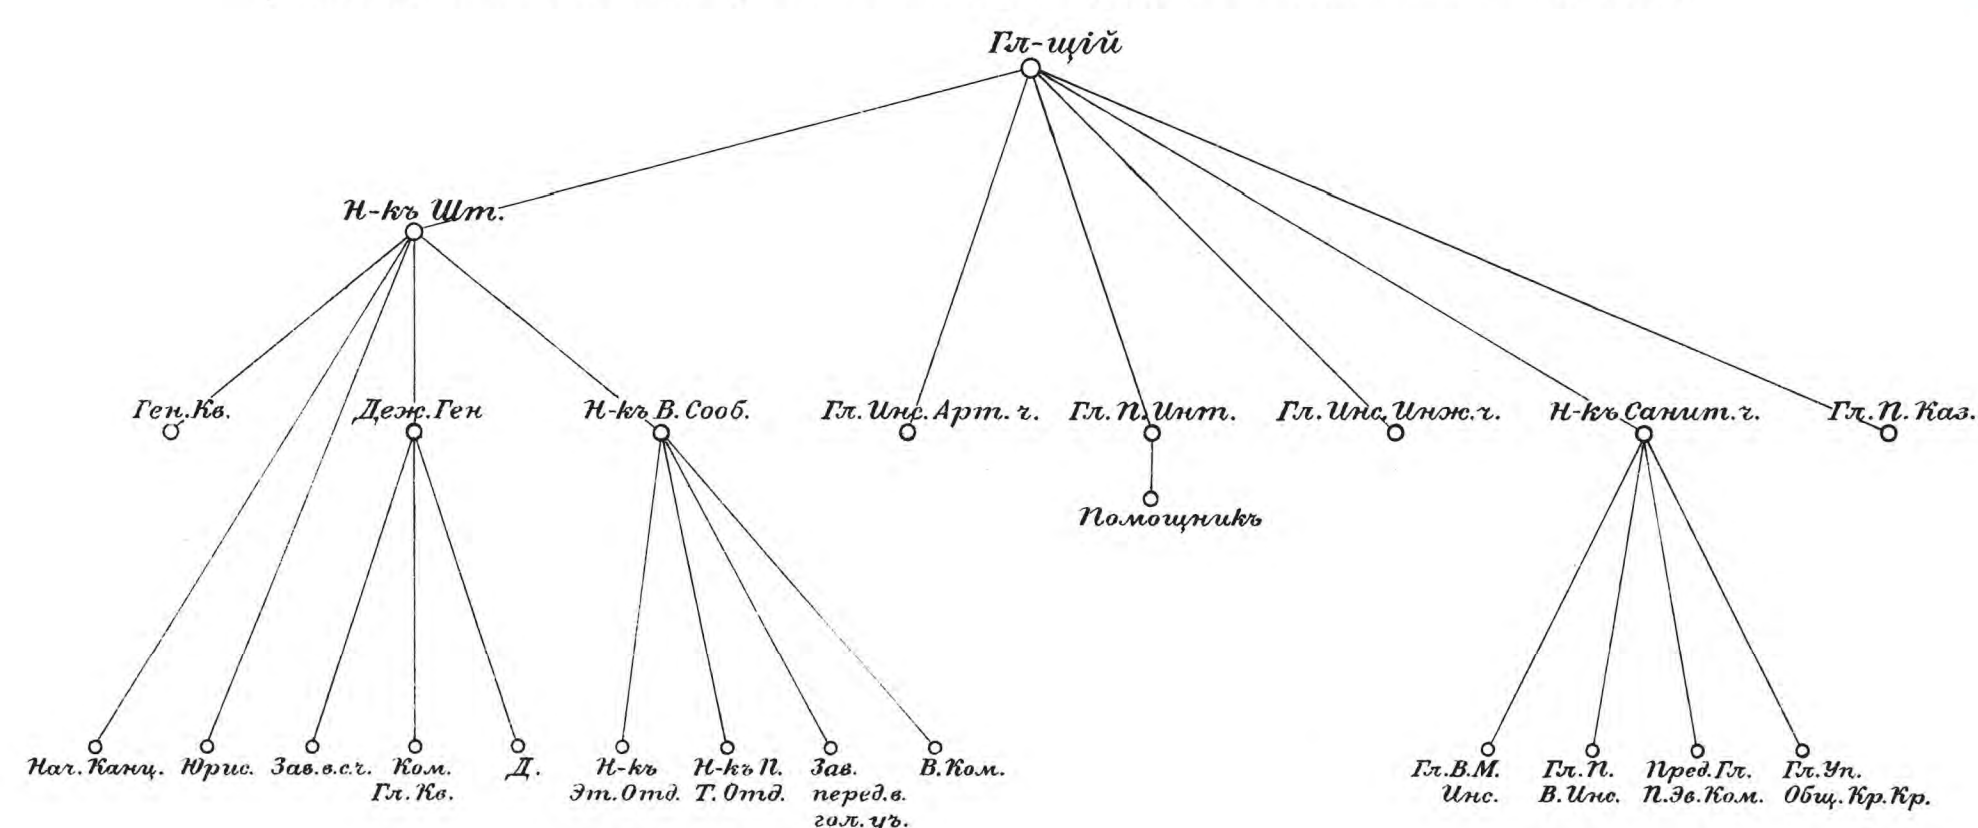 Гл-щій
Н-къ Шт.
Ген.Кв.
Деж.Ген
Н-къ В.Сооб.
Гл.Инс.Арт.ч.
Гл.П.Инт.
Гл.Инс.Инж.ч.
Н-къ Санит.ч.
Гл.П.Каз.
Помощникъ
Нач.Канц.
Юрис.
Зав.в.с.ч.
Ком.
Гл.Кв.
Д.
Н-къ
Эт.Отд.
Н-къ П.
Т.Отд.
Зав.
перед.в.
гол.цъ.
В.Ком.
Гл.В.М.
Инс.
Гл.П.
В.Инс.
Пред.Гл.
П.Эв.Ком.
Гл.Уп.
Общ.Кр.Кр.